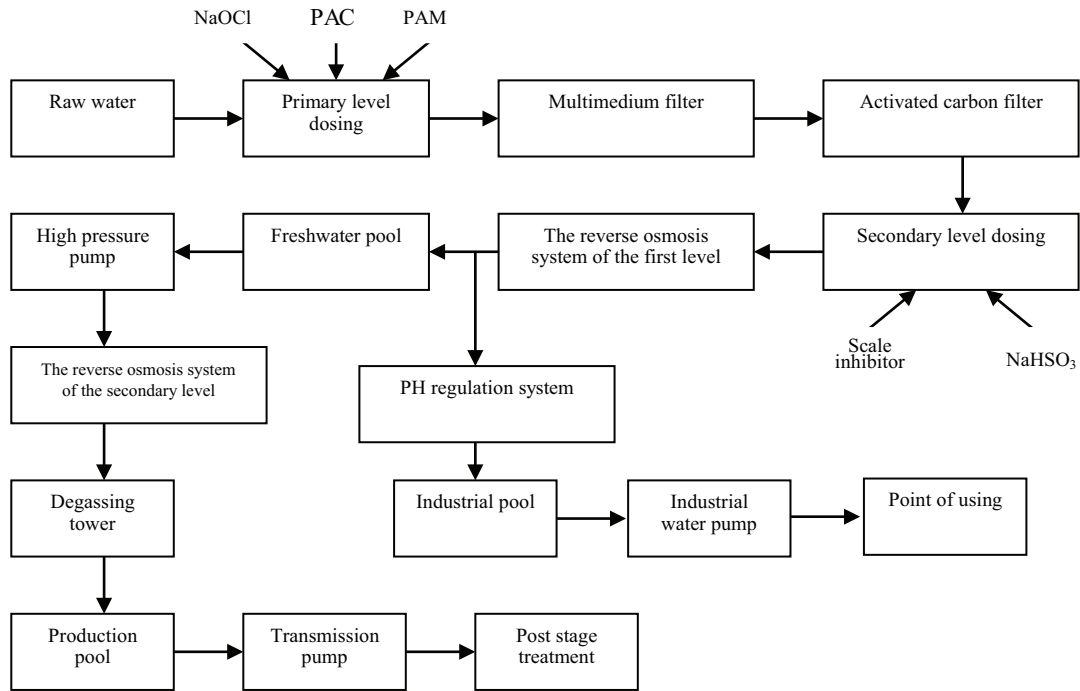 NaOCl
PAC
PAM
Raw water
Primary level
dosing
Multimedium filter
Activated carbon filter
High pressure
pump
Freshwater pool
The reverse osmosis
system of the first level
Secondary level dosing
Scale
inhibitor
NaHSO₃
The reverse osmosis system
of the secondary level
PH regulation system
Degassing
tower
Industrial pool
Industrial
water pump
Point of using
Production
pool
Transmission
pump
Post stage
treatment